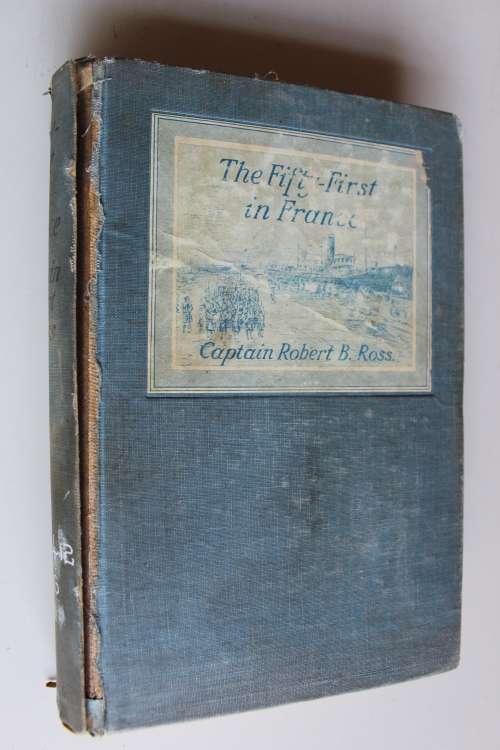 The Fifty-First
in France
Captain Robert B. Ross.